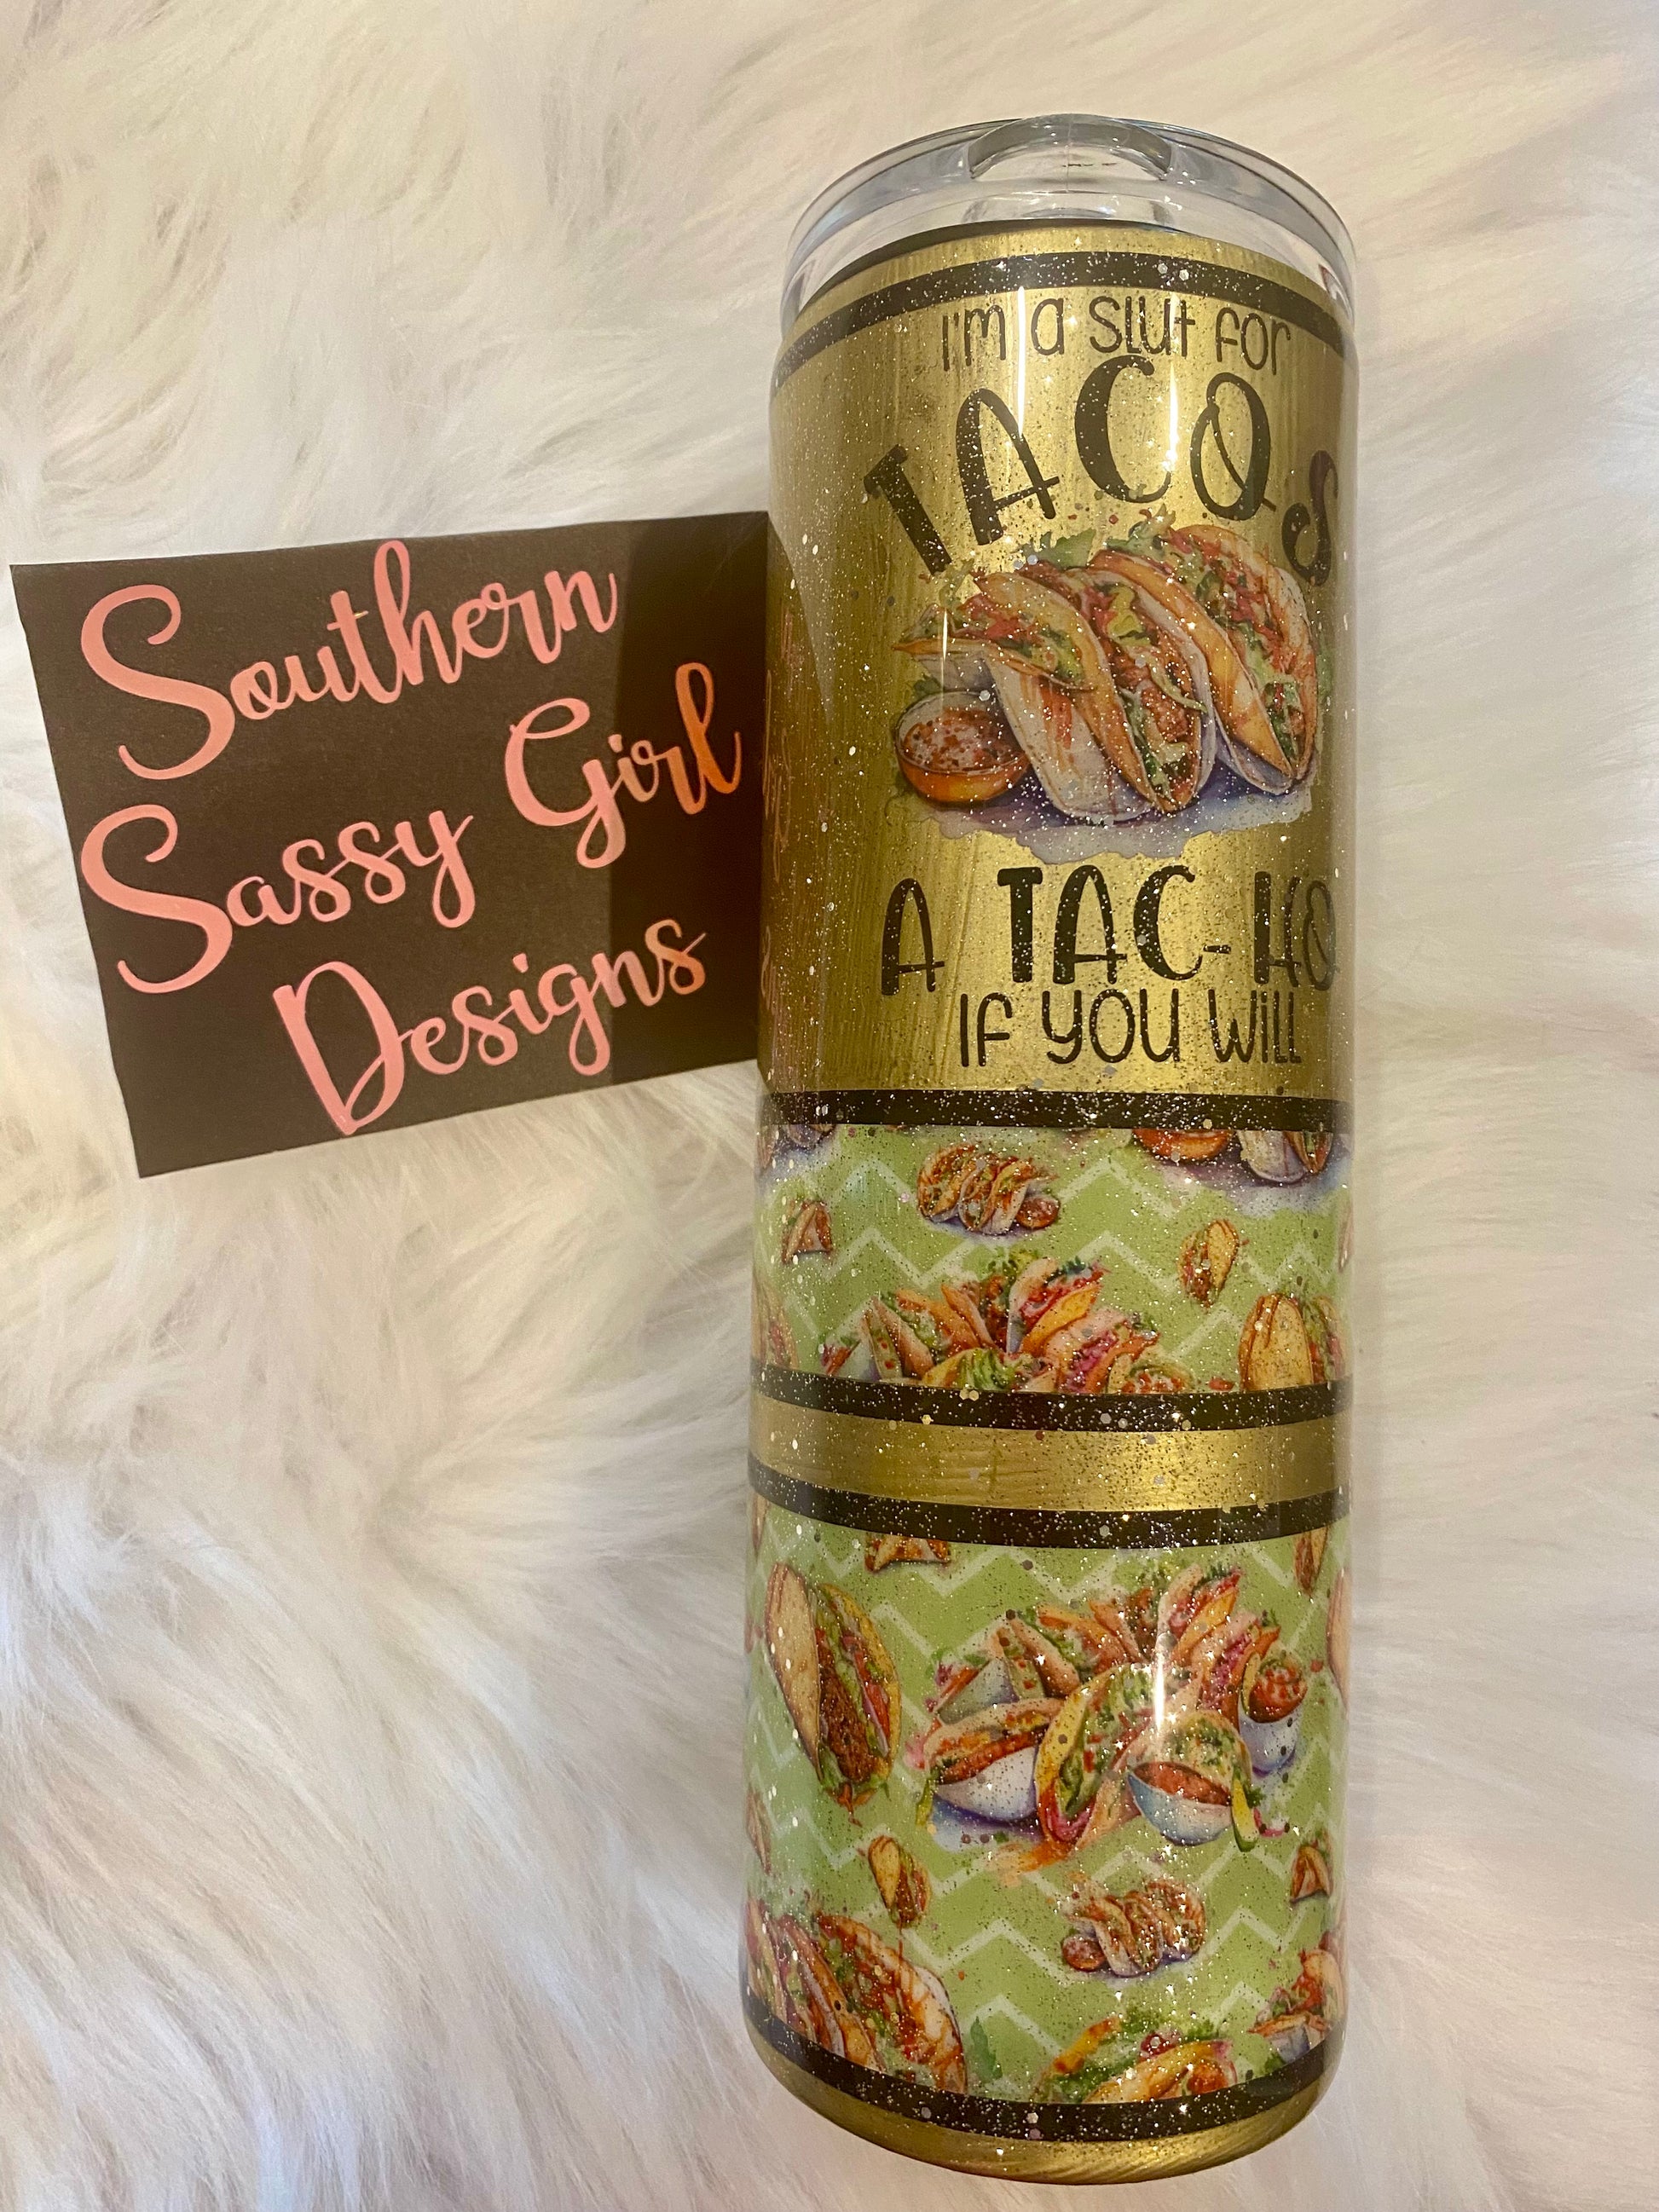 Southern
Sassy Girl
Designs
I'm a slut for
TACOS
A TAC-HO
IF YOU WiLL